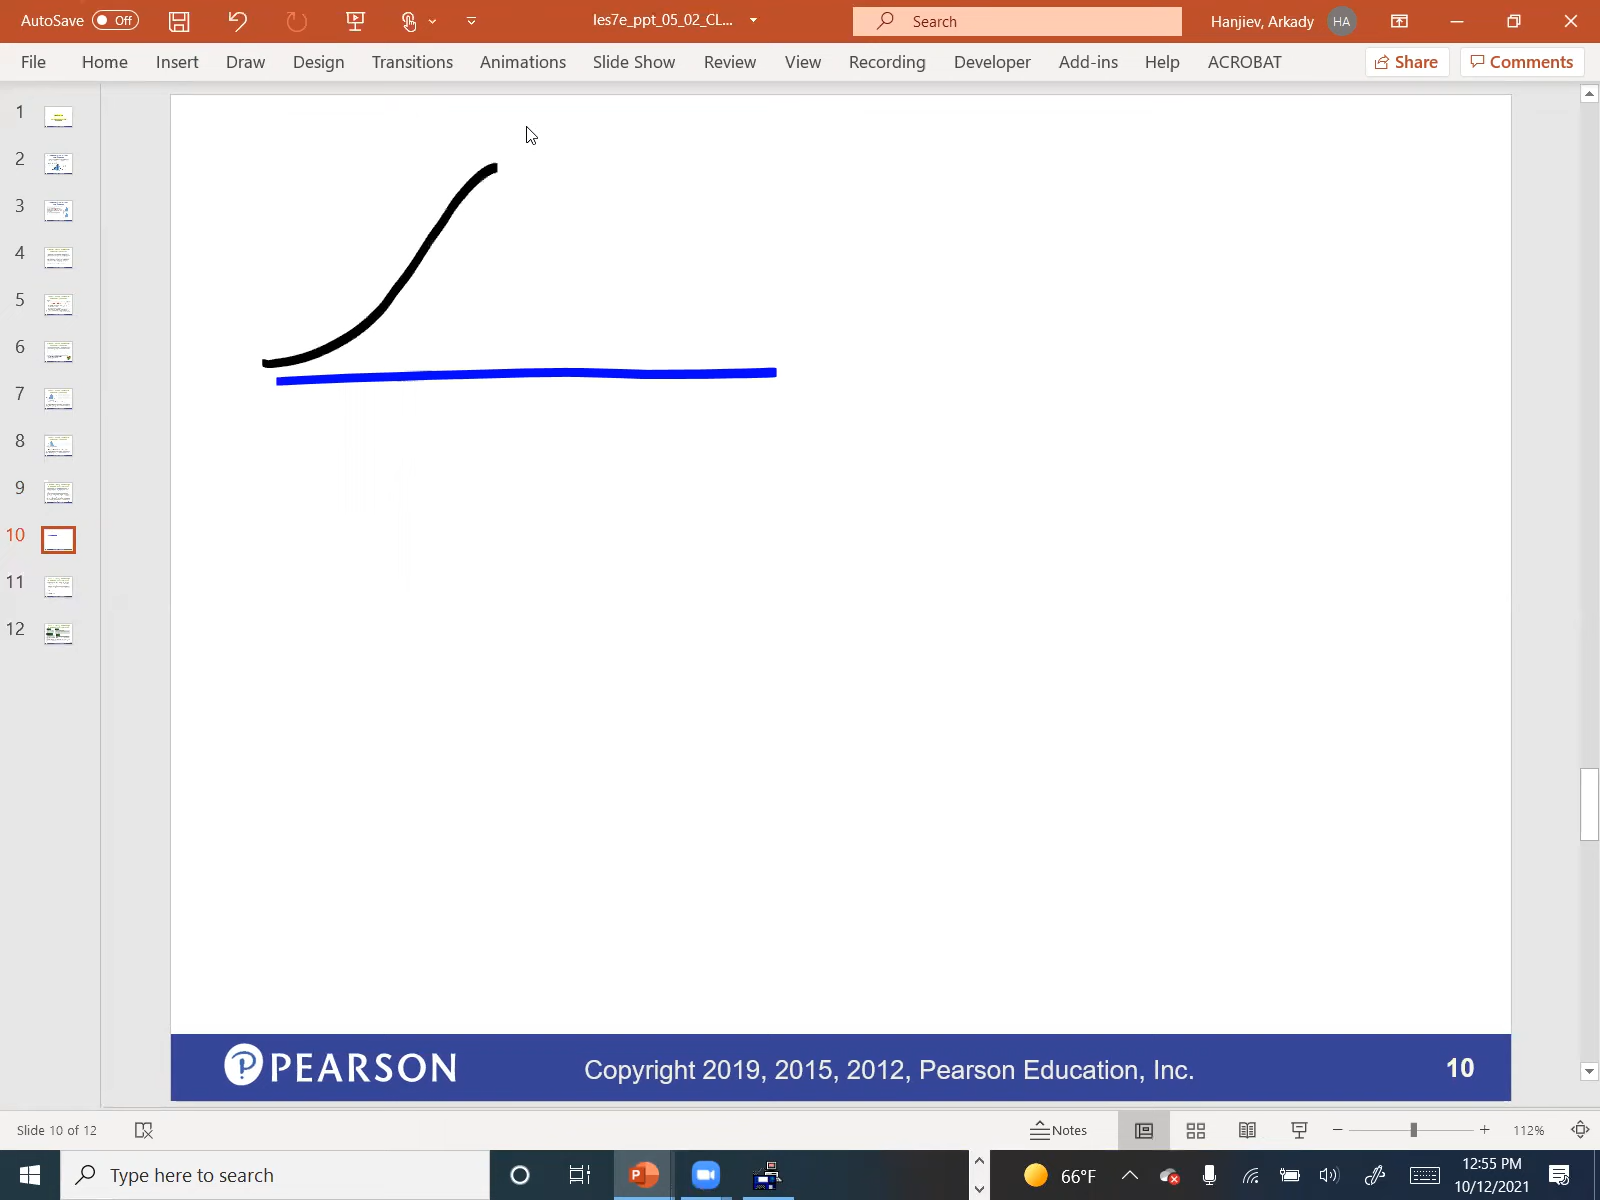 AutoSave Off les7e_ppt_05_02_CL... Search Hanjiev, Arkady HA
File Home Insert Draw Design Transitions Animations Slide Show Review View Recording Developer Add-ins Help ACROBAT Share Comments
1
2
3
4
5
6
7
8
9
10
11
12
PEARSON Copyright 2019, 2015, 2012, Pearson Education, Inc. 10
Slide 10 of 12 Notes 112%
Type here to search 66°F 12:55 PM
10/12/2021